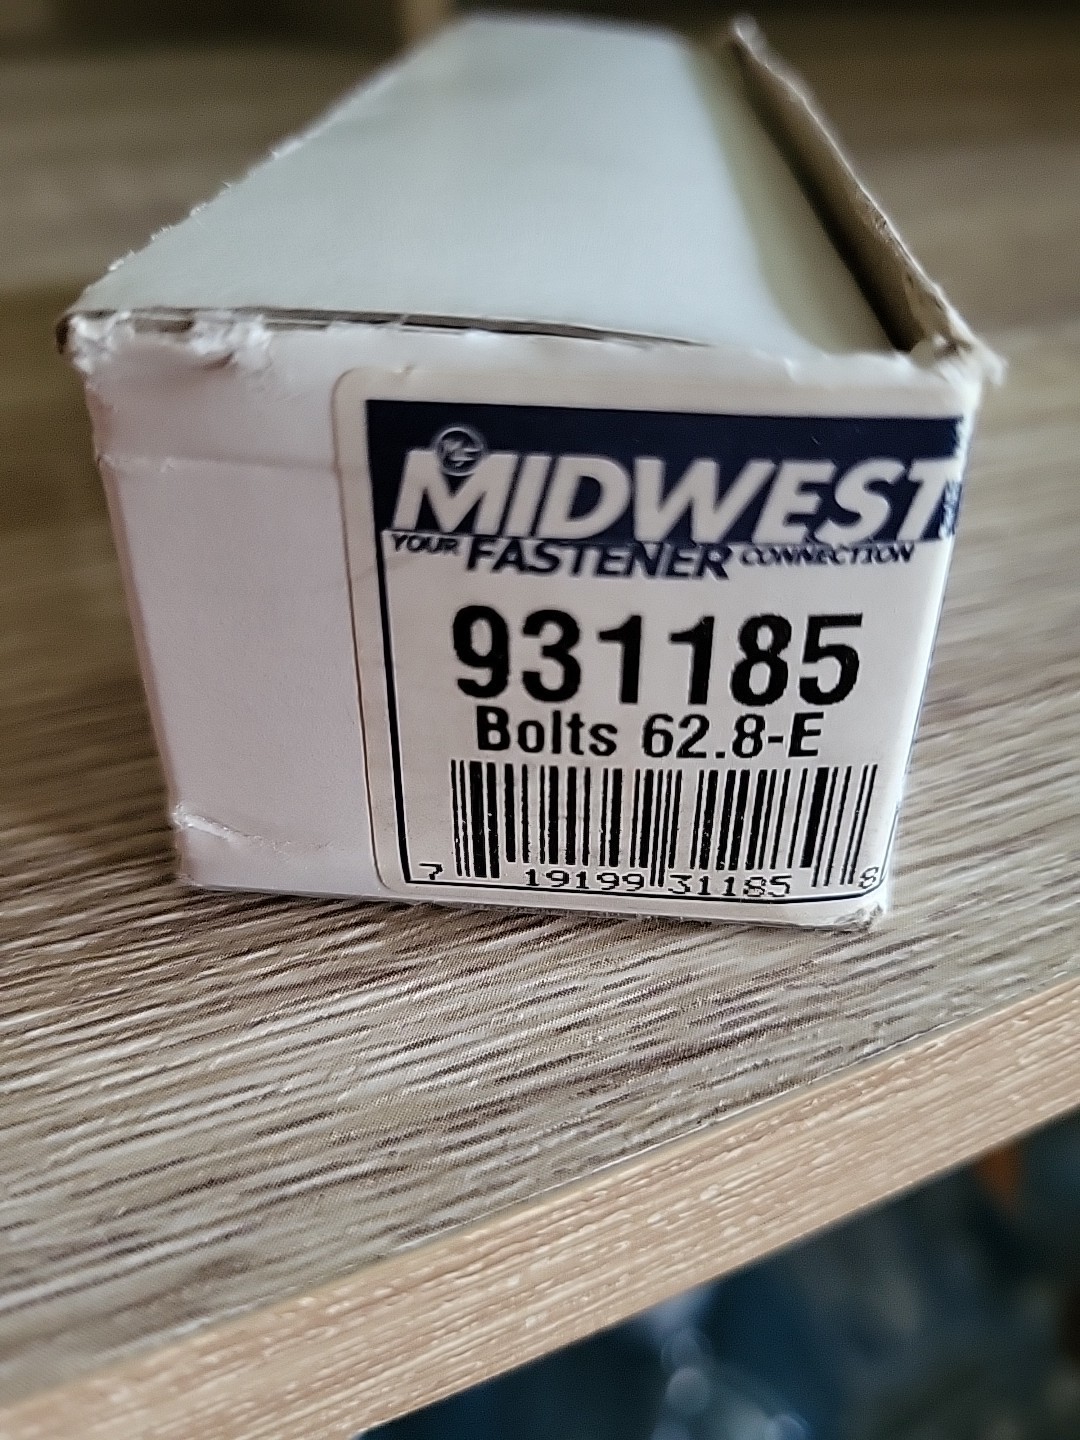 MIDWEST
YOUR FASTENER CONNECTION
931185
Bolts 62.8-E
7 19199 31185 8